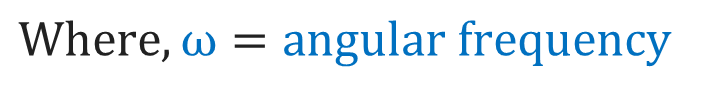 Where, ω = angular frequency